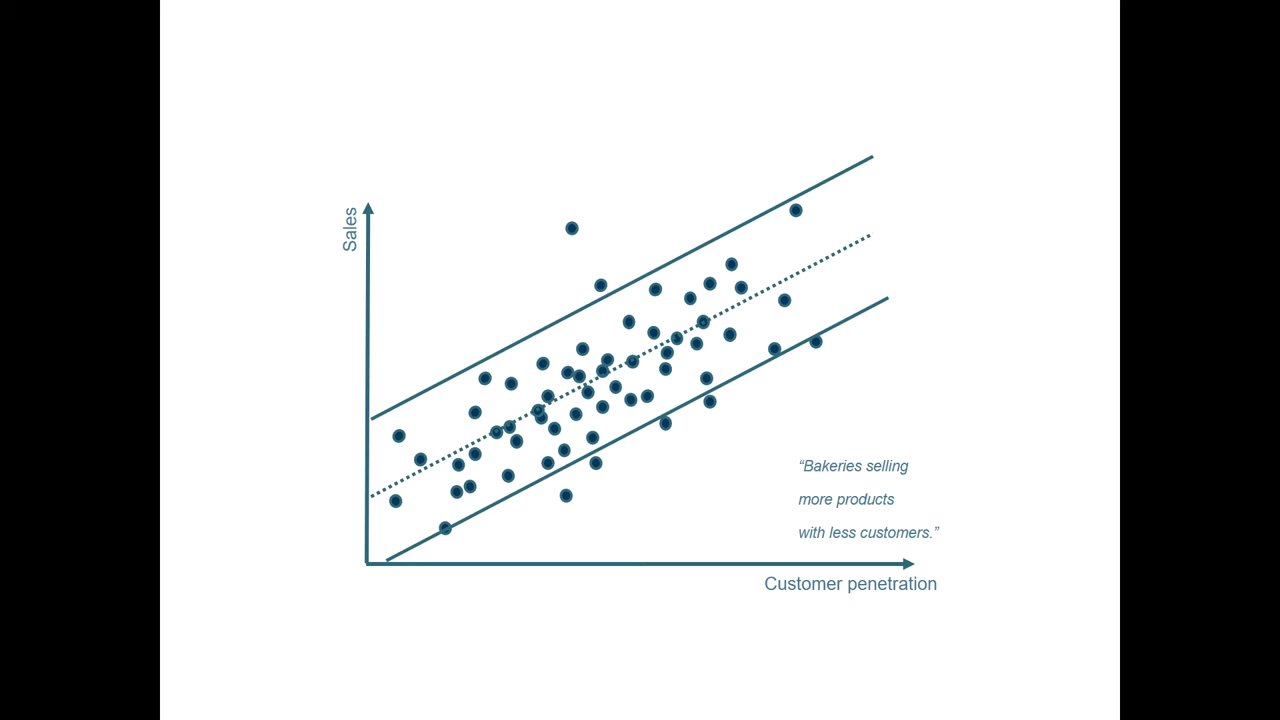 Sales
“Bakeries selling
more products
with less customers.”
Customer penetration